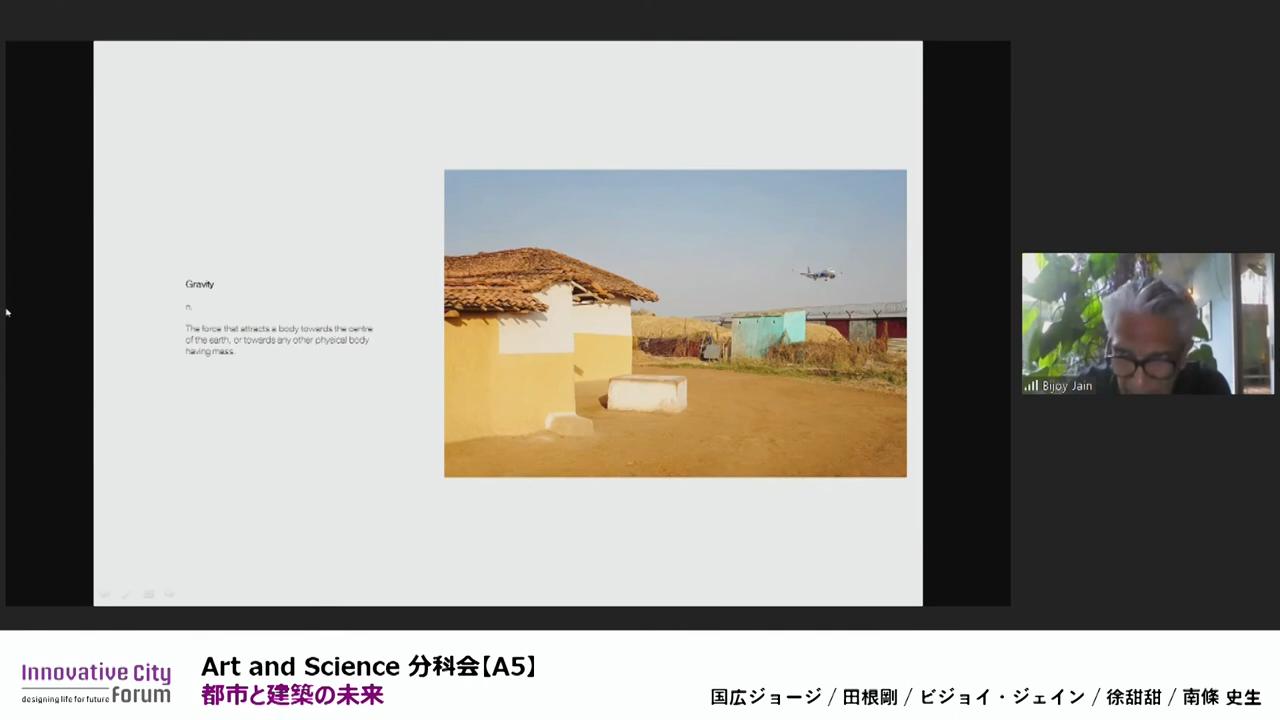 Gravity
n.
The force that attracts a body towards the centre
of the earth, or towards any other physical body
having mass.
Bijoy Jain
Innovative City
designing life for future forum
Art and Science 分科会【A5】
都市と建築の未来
国広ジョージ / 田根剛 / ビジョイ・ジェイン / 徐甜甜 / 南條 史生